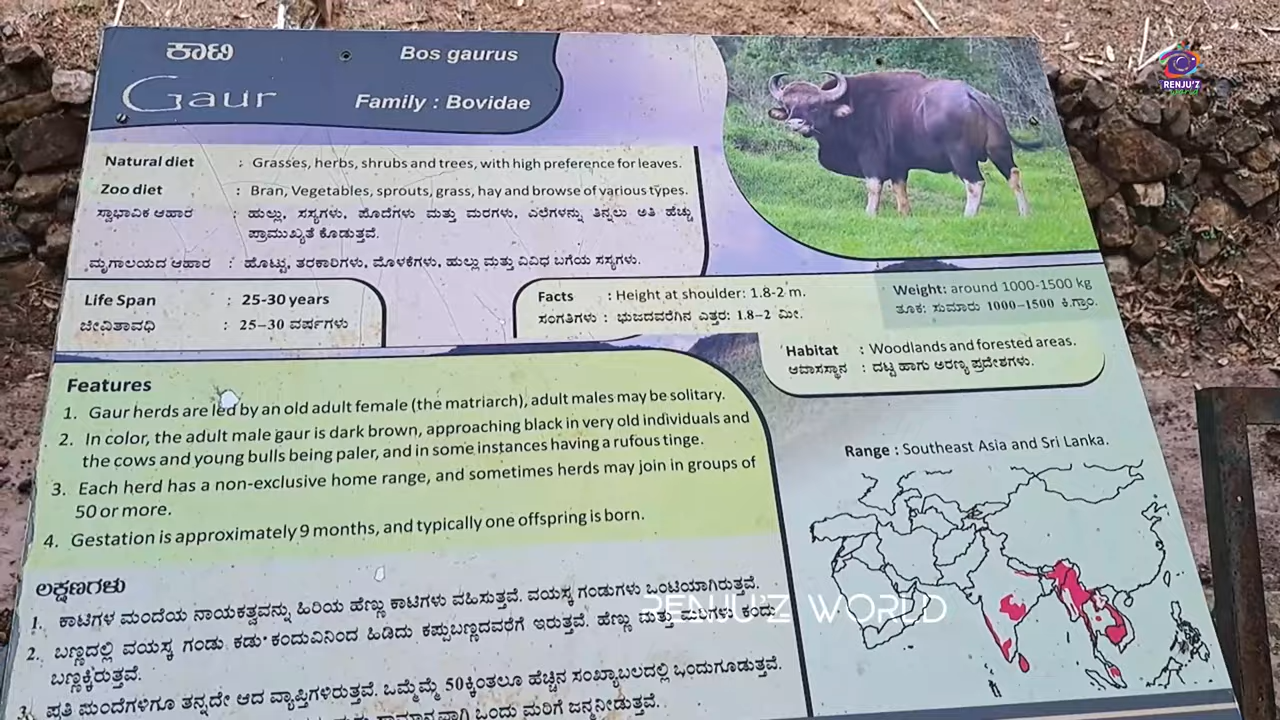 ಕಾಟಿ
Bos gaurus
Gaur
Family : Bovidae
RENJU'Z
World
Natural diet : Grasses, herbs, shrubs and trees, with high preference for leaves.
Zoo diet : Bran, Vegetables, sprouts, grass, hay and browse of various types.
ಸ್ವಾಭಾವಿಕ ಆಹಾರ : ಹುಲ್ಲು, ಸಸ್ಯಗಳು, ಪೊದೆಗಳು ಮತ್ತು ಮರಗಳು, ಎಲೆಗಳನ್ನು ತಿನ್ನಲು ಅತಿ ಹೆಚ್ಚು
ಪ್ರಾಮುಖ್ಯತೆ ಕೊಡುತ್ತವೆ.
ಮೃಗಾಲಯದ ಆಹಾರ : ಹೊಟ್ಟು, ತರಕಾರಿಗಳು, ಮೊಳಕೆಗಳು, ಹುಲ್ಲು ಮತ್ತು ವಿವಿಧ ಬಗೆಯ ಸಸ್ಯಗಳು.
Life Span : 25-30 years
ಜೀವಿತಾವಧಿ : 25-30 ವರ್ಷಗಳು
Facts : Height at shoulder: 1.8-2 m.
ಸಂಗತಿಗಳು : ಭುಜದವರೆಗಿನ ಎತ್ತರ: 1.8-2 ಮೀ.
Weight: around 1000-1500 kg
ತೂಕ: ಸುಮಾರು 1000-1500 ಕಿ.ಗ್ರಾಂ.
Habitat : Woodlands and forested areas.
ಆವಾಸಸ್ಥಾನ : ದಟ್ಟ ಹಾಗು ಅರಣ್ಯ ಪ್ರದೇಶಗಳು.
Features
1. Gaur herds are led by an old adult female (the matriarch), adult males may be solitary.
2. In color, the adult male gaur is dark brown, approaching black in very old individuals and
the cows and young bulls being paler, and in some instances having a rufous tinge.
3. Each herd has a non-exclusive home range, and sometimes herds may join in groups of
50 or more.
4. Gestation is approximately 9 months, and typically one offspring is born.
Range : Southeast Asia and Sri Lanka.
ಲಕ್ಷಣಗಳು
1. ಕಾಟಿಗಳ ಮಂದೆಯ ನಾಯಕತ್ವವನ್ನು ಹಿರಿಯ ಹೆಣ್ಣು ಕಾಟಿಗಳು ವಹಿಸುತ್ತವೆ. ವಯಸ್ಕ ಗಂಡುಗಳು ಒಂಟಿಯಾಗಿರುತ್ತವೆ.
2. ಬಣ್ಣದಲ್ಲಿ ವಯಸ್ಕ ಗಂಡು ಕಡು ಕಂದುವಿನಿಂದ ಹಿಡಿದು ಕಪ್ಪುಬಣ್ಣದವರೆಗೆ ಇರುತ್ತವೆ. ಹೆಣ್ಣು ಮತ್ತು ಮರಿಗಳು ಕಂದು
ಬಣ್ಣಕ್ಕಿರುತ್ತವೆ.
3. ಪ್ರತಿ ಮಂದೆಗಳಿಗೂ ತನ್ನದೇ ಆದ ವ್ಯಾಪ್ತಿಗಳಿರುತ್ತವೆ. ಒಮ್ಮೆಮ್ಮೆ 50ಕ್ಕಿಂತಲೂ ಹೆಚ್ಚಿನ ಸಂಖ್ಯಾಬಲದಲ್ಲಿ ಒಂದುಗೂಡುತ್ತವೆ.
ಸಾಮಾನ್ಯವಾಗಿ ಒಂದು ಮರಿಗೆ ಜನ್ಮನೀಡುತ್ತವೆ.
RENJU'Z WORLD